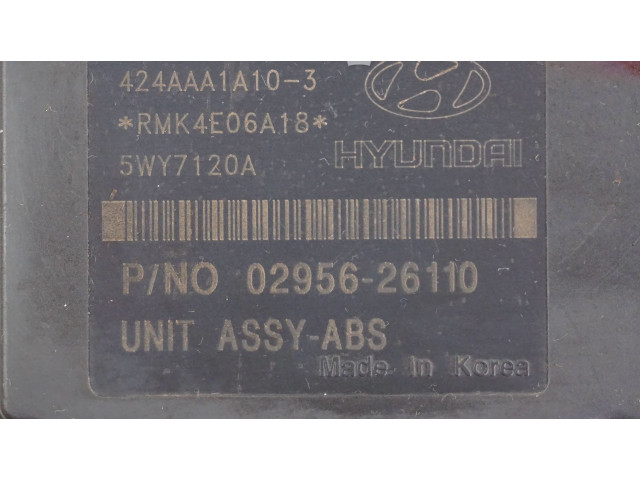 424AAA1A10-3
*RMK4E06A18*
5WY7120A
HYUNDAI
P/NO 02956-26110
UNIT ASSY-ABS
Made In Korea